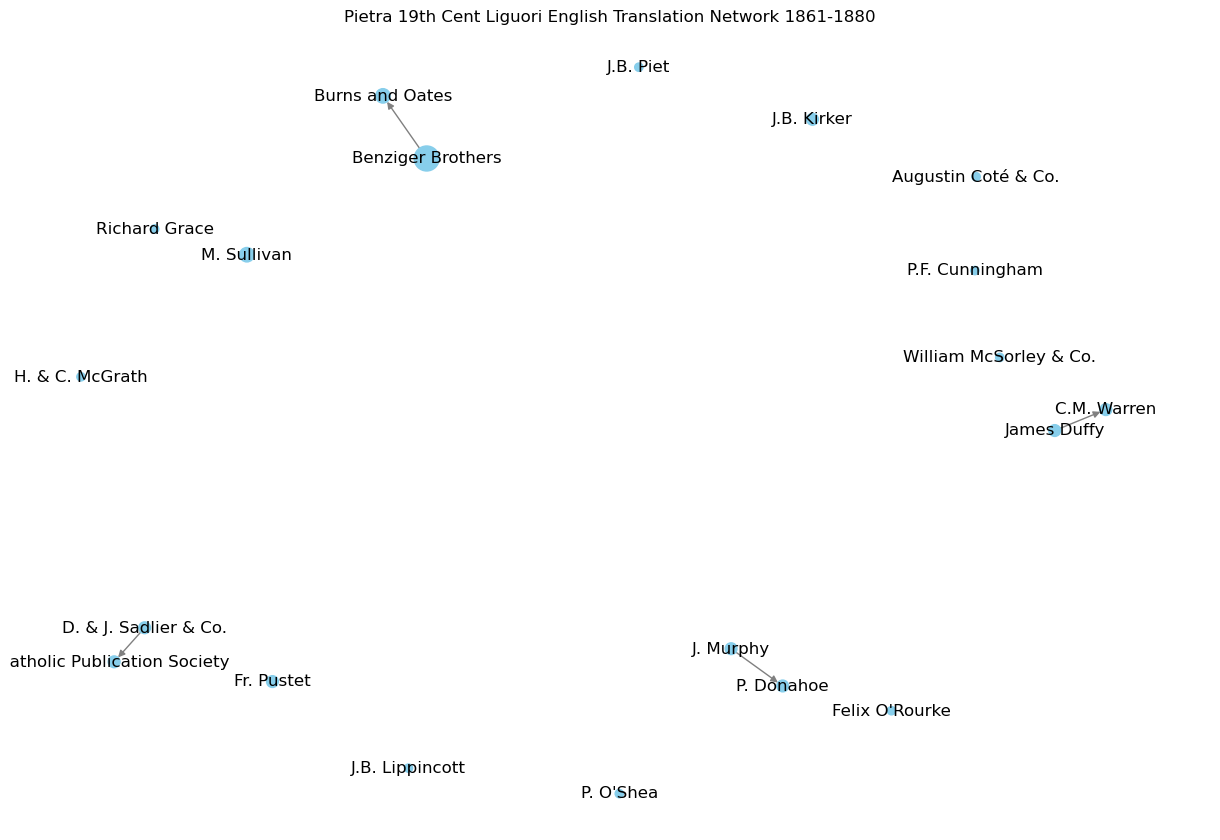 Pietra 19th Cent Liguori English Translation Network 1861-1880
J.B. Piet
Burns and Oates
J.B. Kirker
Benziger Brothers
Augustin Coté & Co.
Richard Grace
M. Sullivan
P.F. Cunningham
William McSorley & Co.
H. & C. McGrath
C.M. Warren
James Duffy
D. & J. Sadlier & Co.
J. Murphy
atholic Publication Society
Fr. Pustet
P. Donahoe
Felix O'Rourke
J.B. Lippincott
P. O'Shea